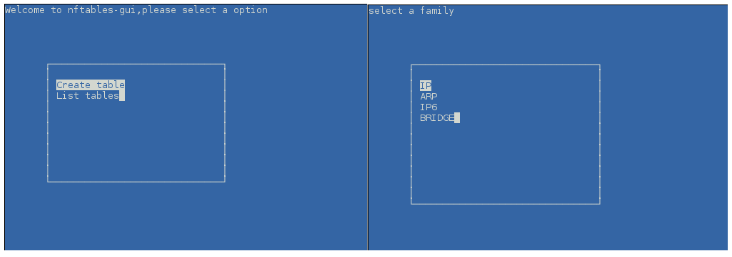 Welcome to nftables-gui,please select a option
Create table
List tables
select a family
IP
ARP
IP6
BRIDGE